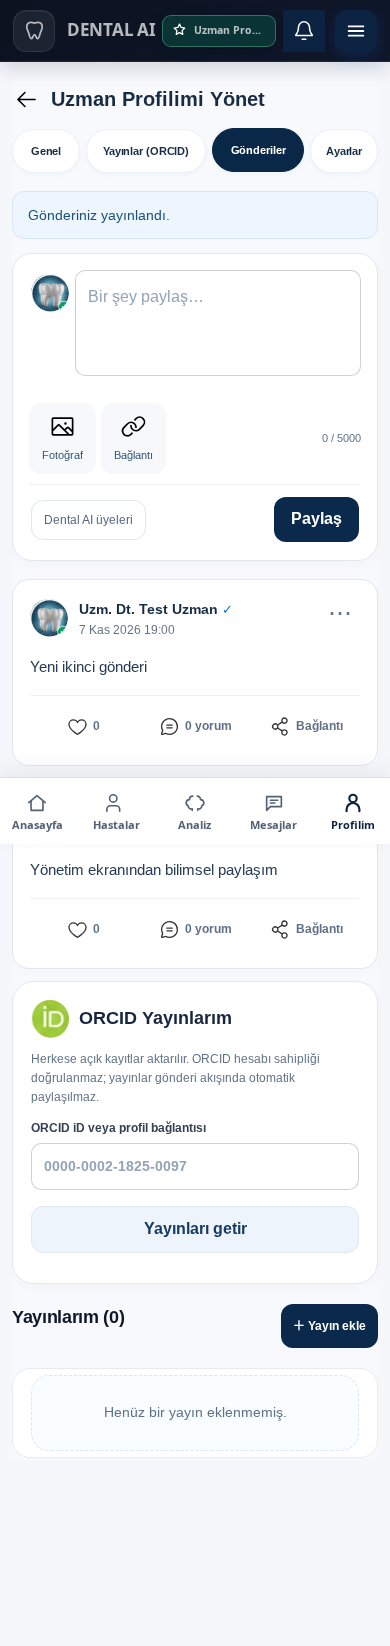 DENTAL AI
Uzman Pro...
Uzman Profilimi Yönet
Genel
Yayınlar (ORCID)
Gönderiler
Ayarlar
Gönderiniz yayınlandı.
Bir şey paylaş…
Fotoğraf
Bağlantı
0 / 5000
Dental AI üyeleri
Paylaş
Uzm. Dt. Test Uzman ✓
7 Kas 2026 19:00
Yeni ikinci gönderi
0
0 yorum
Bağlantı
Anasayfa
Hastalar
Analiz
Mesajlar
Profilim
Yönetim ekranından bilimsel paylaşım
0
0 yorum
Bağlantı
iD
ORCID Yayınlarım
Herkese açık kayıtlar aktarılır. ORCID hesabı sahipliği
doğrulanmaz; yayınlar gönderi akışında otomatik
paylaşılmaz.
ORCID iD veya profil bağlantısı
0000-0002-1825-0097
Yayınları getir
Yayınlarım (0)
+ Yayın ekle
Henüz bir yayın eklenmemiş.